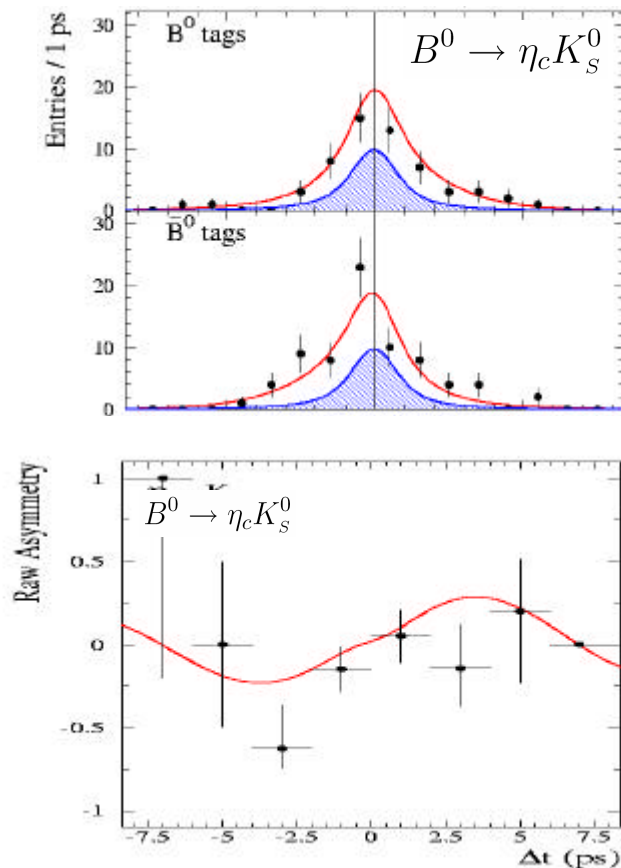 30
B⁰ tags
B⁰ → η_c K_S⁰
Entries / 1 ps
20
10
0
B̄⁰ tags
30
20
10
0
1
B⁰ → η_c K_S⁰
Raw Asymmetry
0.5
0
-0.5
-1
-7.5 -5 -2.5 0 2.5 5 7.5
Δt (ps)